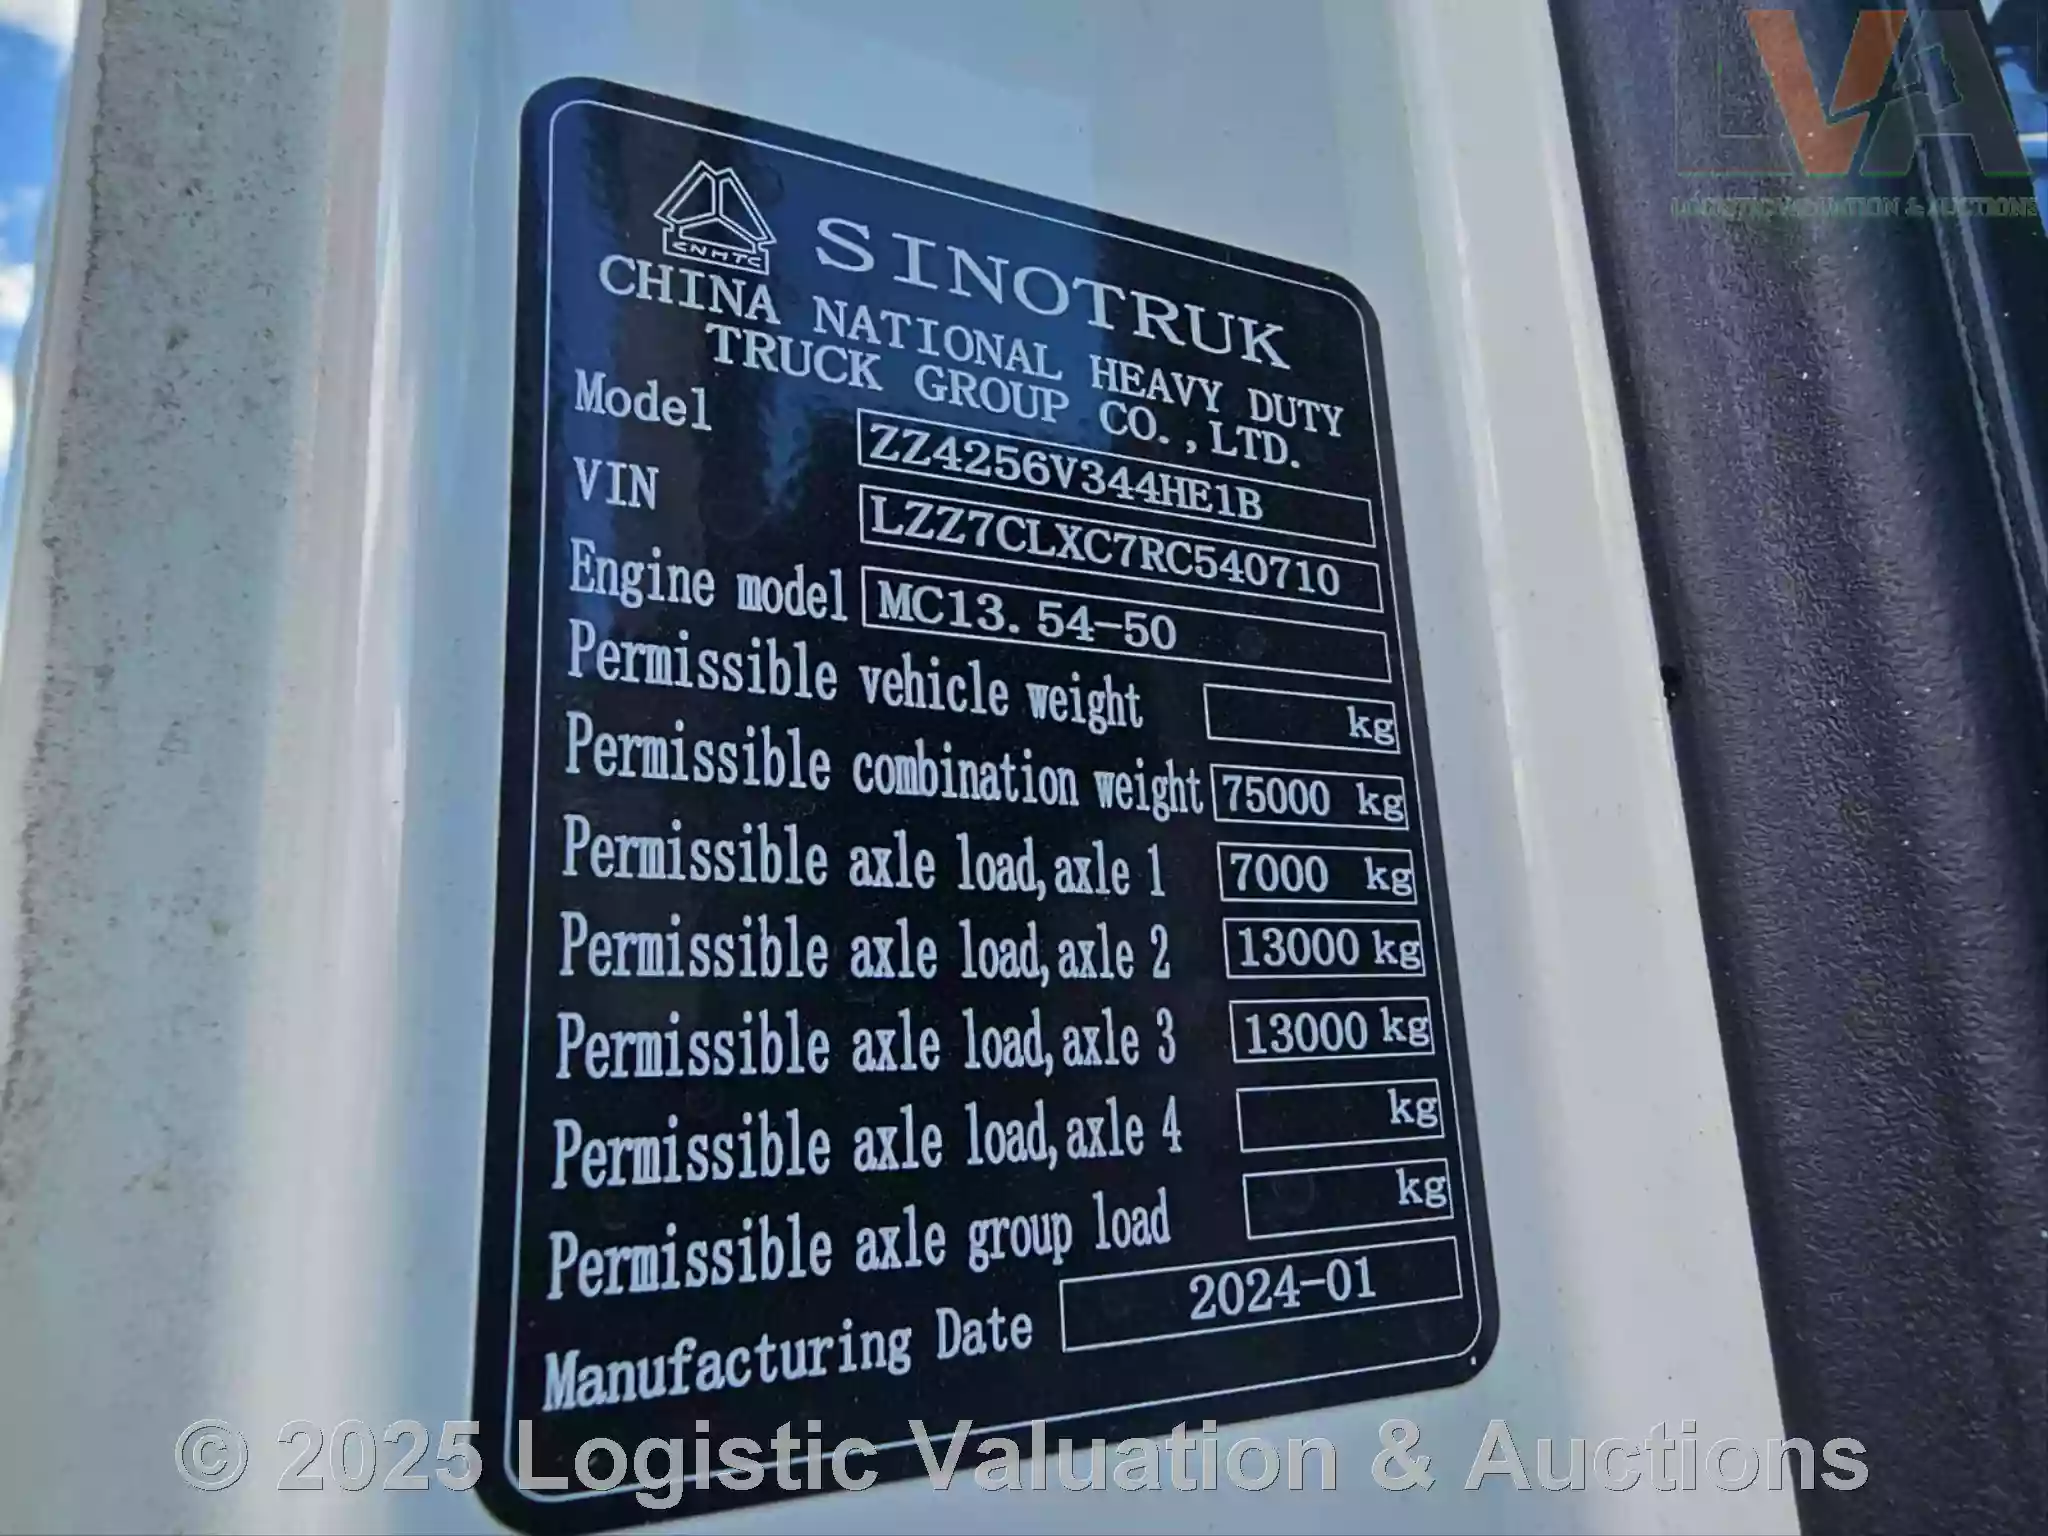 LVA
LOGISTIC VALUATION & AUCTIONS
CNHTC
SINOTRUK
CHINA NATIONAL HEAVY DUTY
TRUCK GROUP CO.,LTD.
Model ZZ4256V344HE1B
VIN LZZ7CLXC7RC540710
Engine model MC13.54-50
Permissible vehicle weight kg
Permissible combination weight 75000 kg
Permissible axle load,axle 1 7000 kg
Permissible axle load,axle 2 13000 kg
Permissible axle load,axle 3 13000 kg
Permissible axle load,axle 4 kg
Permissible axle group load kg
Manufacturing Date 2024-01
© 2025 Logistic Valuation & Auctions